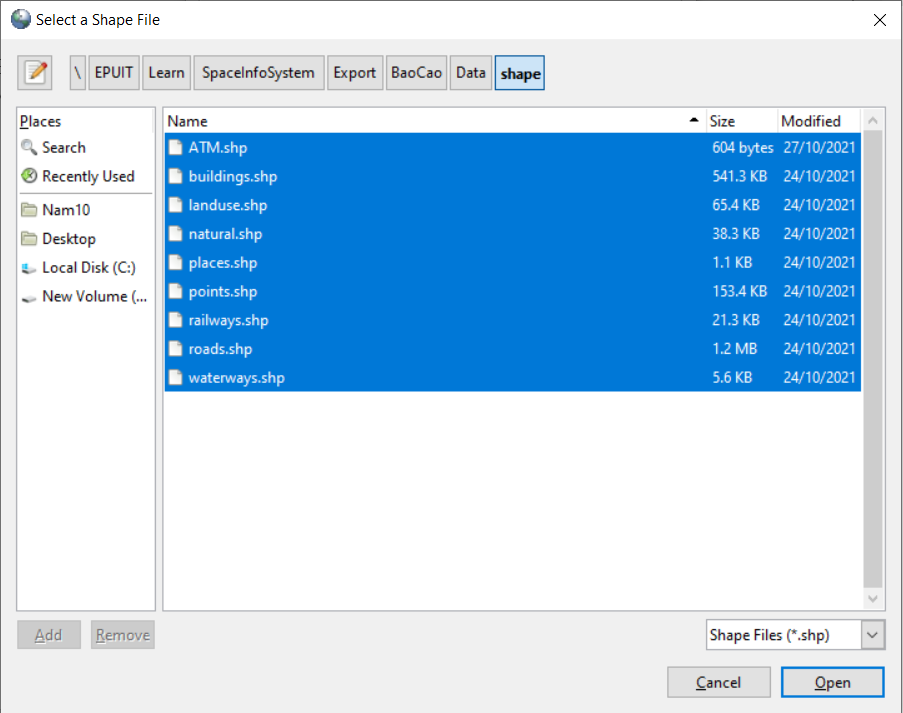 Select a Shape File
\ EPUIT Learn SpaceInfoSystem Export BaoCao Data shape
Places
Search
Recently Used
Nam10
Desktop
Local Disk (C:)
New Volume (...
Name Size Modified
ATM.shp 604 bytes 27/10/2021
buildings.shp 541.3 KB 24/10/2021
landuse.shp 65.4 KB 24/10/2021
natural.shp 38.3 KB 24/10/2021
places.shp 1.1 KB 24/10/2021
points.shp 153.4 KB 24/10/2021
railways.shp 21.3 KB 24/10/2021
roads.shp 1.2 MB 24/10/2021
waterways.shp 5.6 KB 24/10/2021
Add Remove
Shape Files (*.shp)
Cancel Open